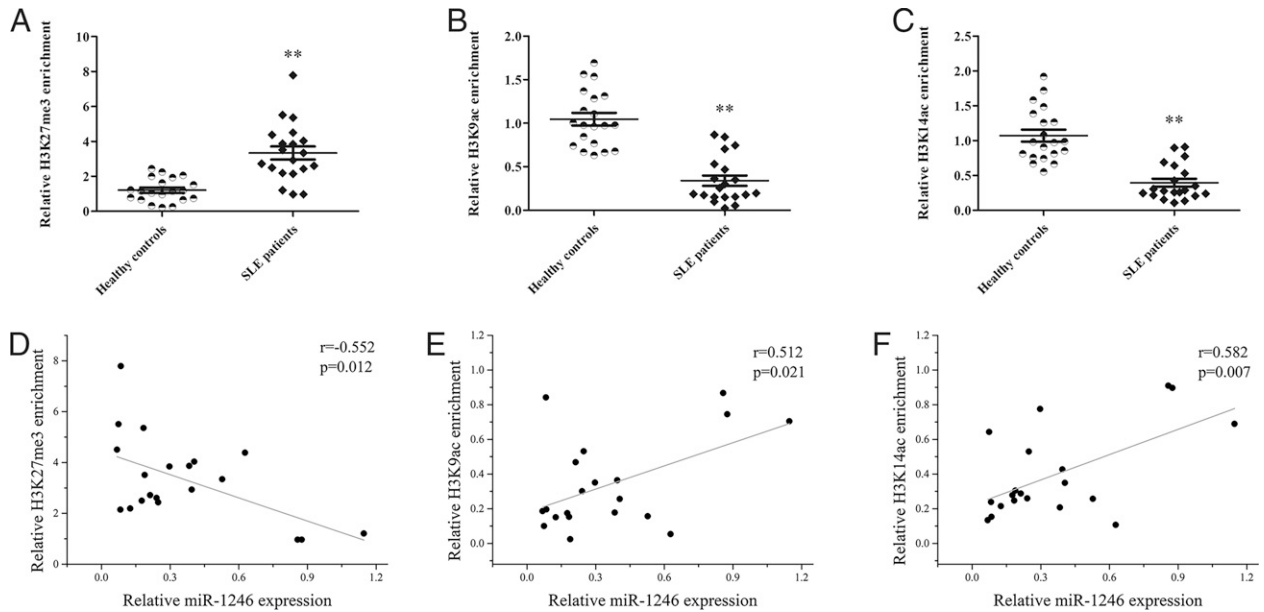 A
Relative H3K27me3 enrichment
10
8
6
4
2
0
**
Healthy controls
SLE patients
B
Relative H3K9ac enrichment
2.0
1.5
1.0
0.5
0.0
**
Healthy controls
SLE patients
C
Relative H3K14ac enrichment
2.5
2.0
1.5
1.0
0.5
0.0
**
Healthy controls
SLE patients
D
Relative H3K27me3 enrichment
8
6
4
2
0
r=-0.552
p=0.012
0.0 0.3 0.6 0.9 1.2
Relative miR-1246 expression
E
Relative H3K9ac enrichment
1.2
1.0
0.8
0.6
0.4
0.2
0.0
r=0.512
p=0.021
0.0 0.3 0.6 0.9 1.2
Relative miR-1246 expression
F
Relative H3K14ac enrichment
1.2
1.0
0.8
0.6
0.4
0.2
0.0
r=0.582
p=0.007
0.0 0.3 0.6 0.9 1.2
Relative miR-1246 expression